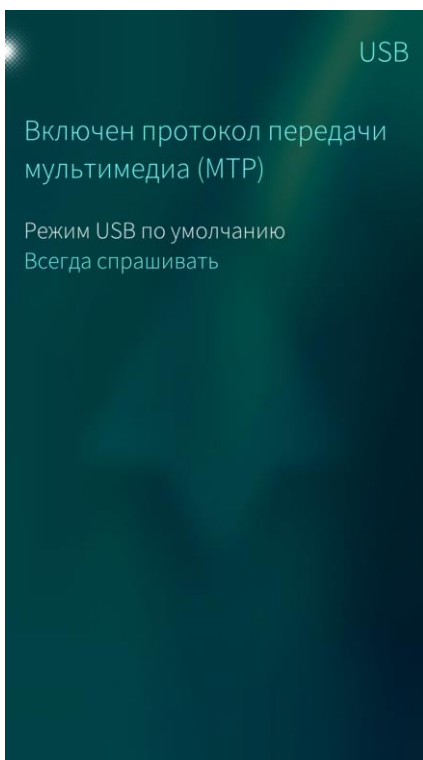 USB
Включен протокол передачи
мультимедиа (MTP)
Режим USB по умолчанию
Всегда спрашивать